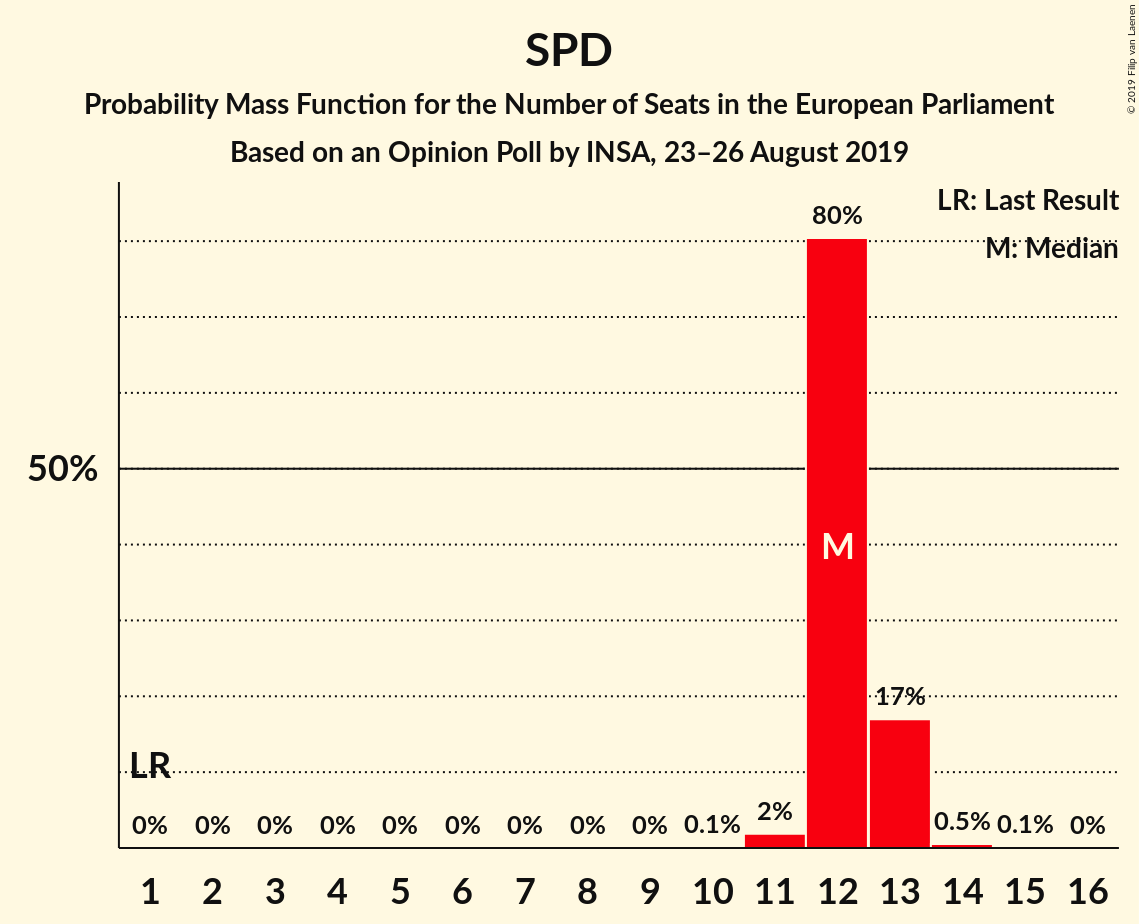 © 2019 Filip van Laenen
SPD
Probability Mass Function for the Number of Seats in the European Parliament
Based on an Opinion Poll by INSA, 23–26 August 2019
LR: Last Result
M: Median
80%
50%
M
17%
LR
0% 0% 0% 0% 0% 0% 0% 0% 0% 0.1% 2% 0.5% 0.1% 0%
1 2 3 4 5 6 7 8 9 10 11 12 13 14 15 16